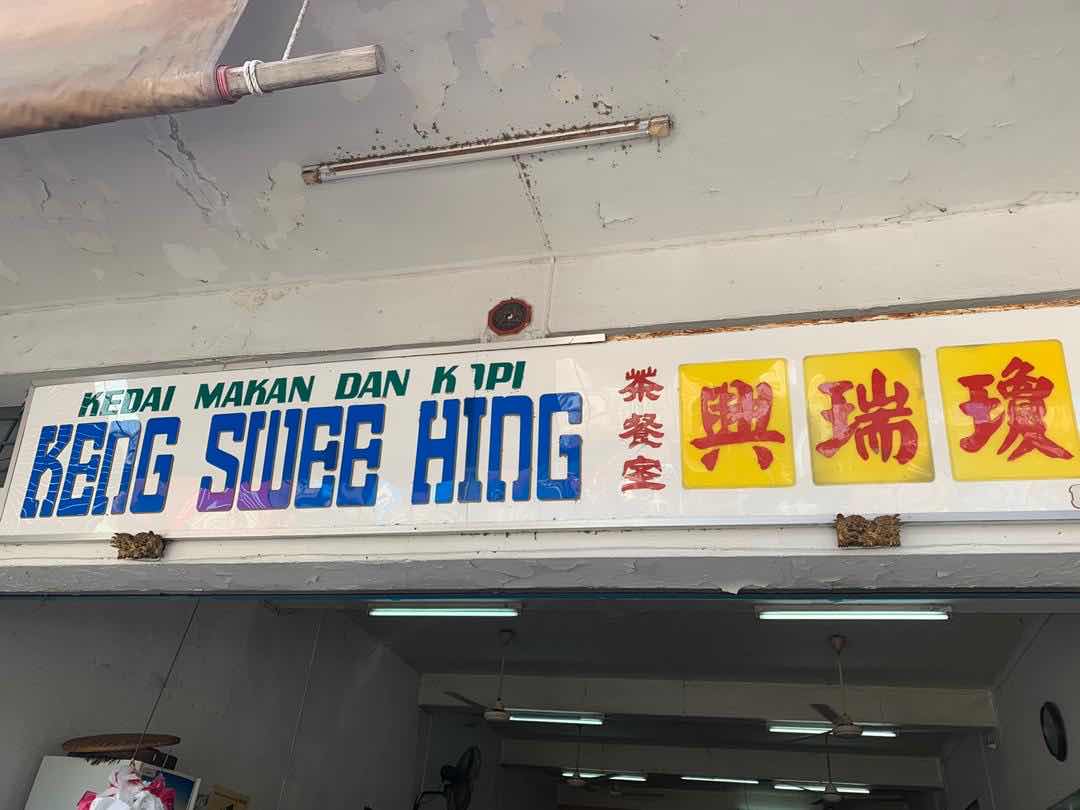 KEDAI MAKAN DAN KOPI
KENG SWEE HING
茶餐室
興瑞瓊